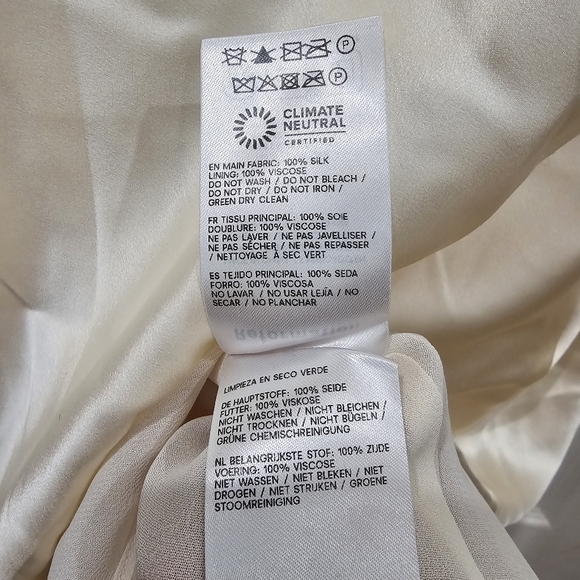 P
P
CLIMATE
NEUTRAL
CERTIFIED
EN MAIN FABRIC: 100% SILK
LINING: 100% VISCOSE
DO NOT WASH / DO NOT BLEACH /
DO NOT DRY / DO NOT IRON /
GREEN DRY CLEAN
FR TISSU PRINCIPAL: 100% SOIE
DOUBLURE: 100% VISCOSE
NE PAS LAVER / NE PAS JAVELLISER /
NE PAS SÉCHER / NE PAS REPASSER
/ NETTOYAGE À SEC VERT
ES TEJIDO PRINCIPAL: 100% SEDA
FORRO: 100% VISCOSA
NO LAVAR / NO USAR LEJÍA / NO
SECAR / NO PLANCHAR
Reformation
LIMPIEZA EN SECO VERDE
DE HAUPTSTOFF: 100% SEIDE
FUTTER: 100% VISKOSE
NICHT WASCHEN / NICHT BLEICHEN /
NICHT TROCKNEN / NICHT BÜGELN /
GRÜNE CHEMISCHREINIGUNG
NL BELANGRIJKSTE STOF: 100% ZIJDE
VOERING: 100% VISCOSE
NIET WASSEN / NIET BLEKEN / NIET
DROGEN / NIET STRIJKEN / GROENE
STOOMREINIGING